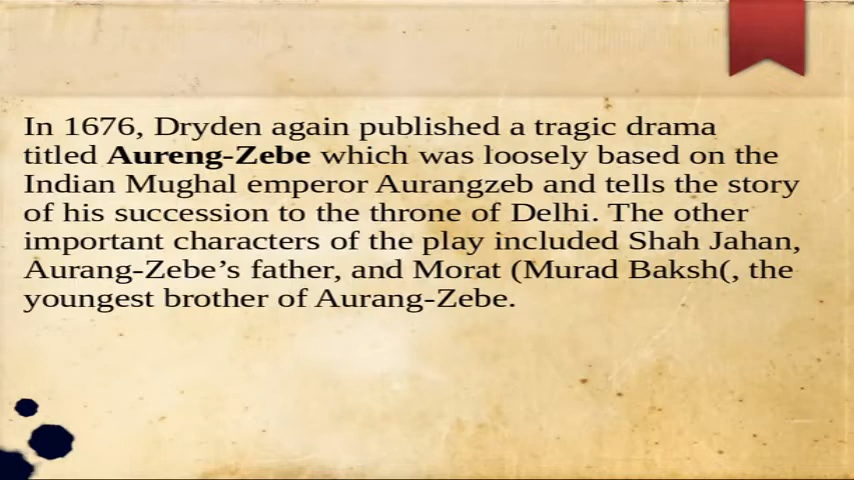 In 1676, Dryden again published a tragic drama
titled Aureng-Zebe which was loosely based on the
Indian Mughal emperor Aurangzeb and tells the story
of his succession to the throne of Delhi. The other
important characters of the play included Shah Jahan,
Aurang-Zebe’s father, and Morat (Murad Baksh(, the
youngest brother of Aurang-Zebe.